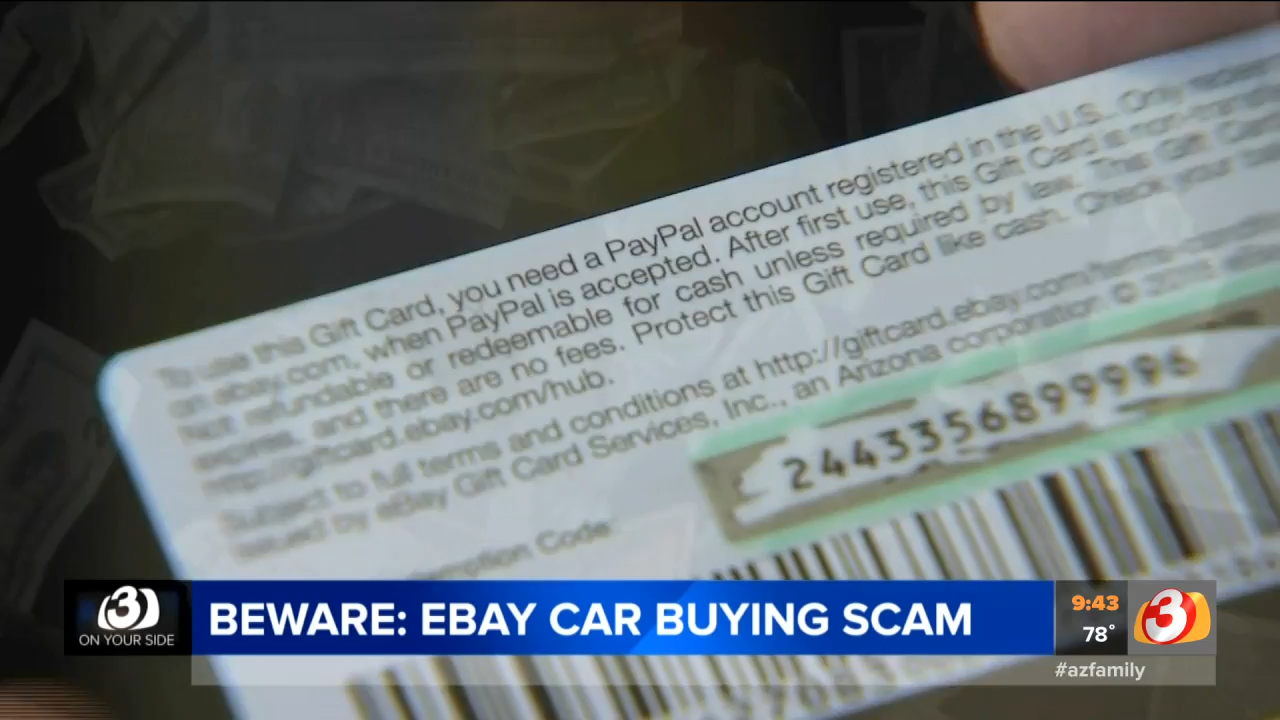 To use this Gift Card, you need a PayPal account registered in the U.S. Only
on ebay.com, when PayPal is accepted. After first use, this Gift Card is
Not refundable or redeemable for cash unless required by law. This Gift Card
expires, and there are no fees. Protect this Gift Card like cash. Check your
http://giftcard.ebay.com/hub.
Subject to full terms and conditions at http://giftcard.ebay.com/terms
Issued by eBay Gift Card Services, Inc., an Arizona corporation ©
Code:
2443356899996
3
ON YOUR SIDE
BEWARE: EBAY CAR BUYING SCAM
9:43
78°
3
#azfamily